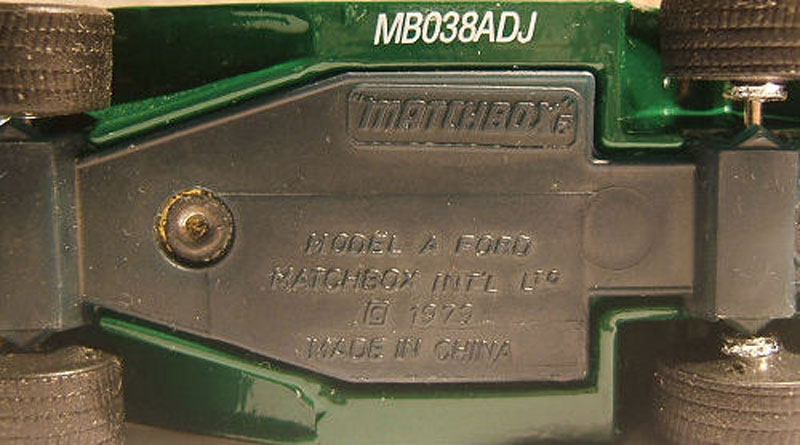 MB038ADJ
"MATCHBOX"®
MODEL A FORD
MATCHBOX INT'L LTD
© 1979
MADE IN CHINA